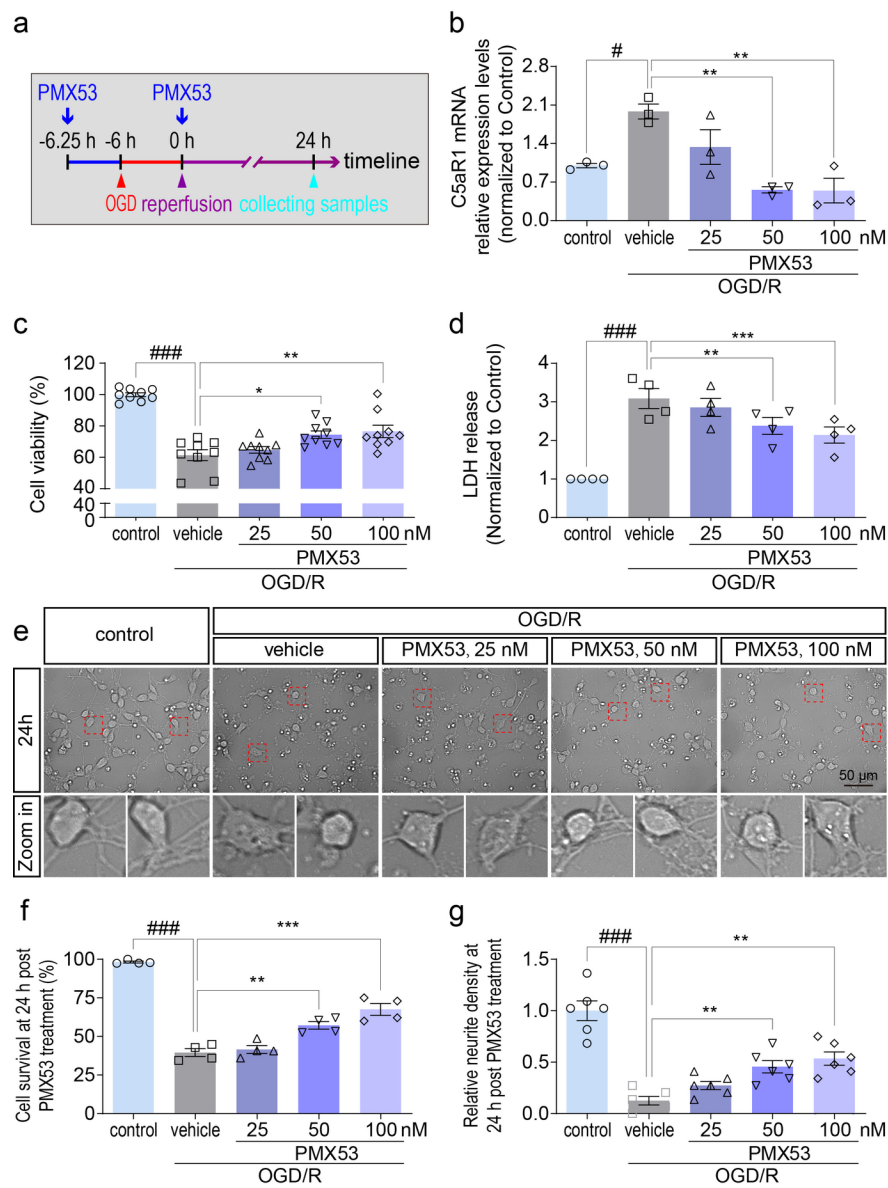 a
PMX53 PMX53
-6.25 h -6 h 0 h 24 h
timeline
OGD reperfusion collecting samples
b
C5aR1 mRNA
relative expression levels
(normalized to Control)
2.8
2.1
1.4
0.7
0.0
# ** **
control vehicle 25 50 100 nM
PMX53
OGD/R
c
Cell viability (%)
120
100
80
60
40
40
0
### * **
control vehicle 25 50 100 nM
PMX53
OGD/R
d
LDH release
(Normalized to Control)
4
3
2
1
0
### ** ***
control vehicle 25 50 100 nM
PMX53
OGD/R
e
control OGD/R
vehicle PMX53, 25 nM PMX53, 50 nM PMX53, 100 nM
24h
50 μm
Zoom in
f
Cell survival at 24 h post
PMX53 treatment (%)
100
75
50
25
0
### ** ***
control vehicle 25 50 100 nM
PMX53
OGD/R
g
Relative neurite density at
24 h post PMX53 treatment
1.5
1.0
0.5
0.0
### ** **
control vehicle 25 50 100 nM
PMX53
OGD/R